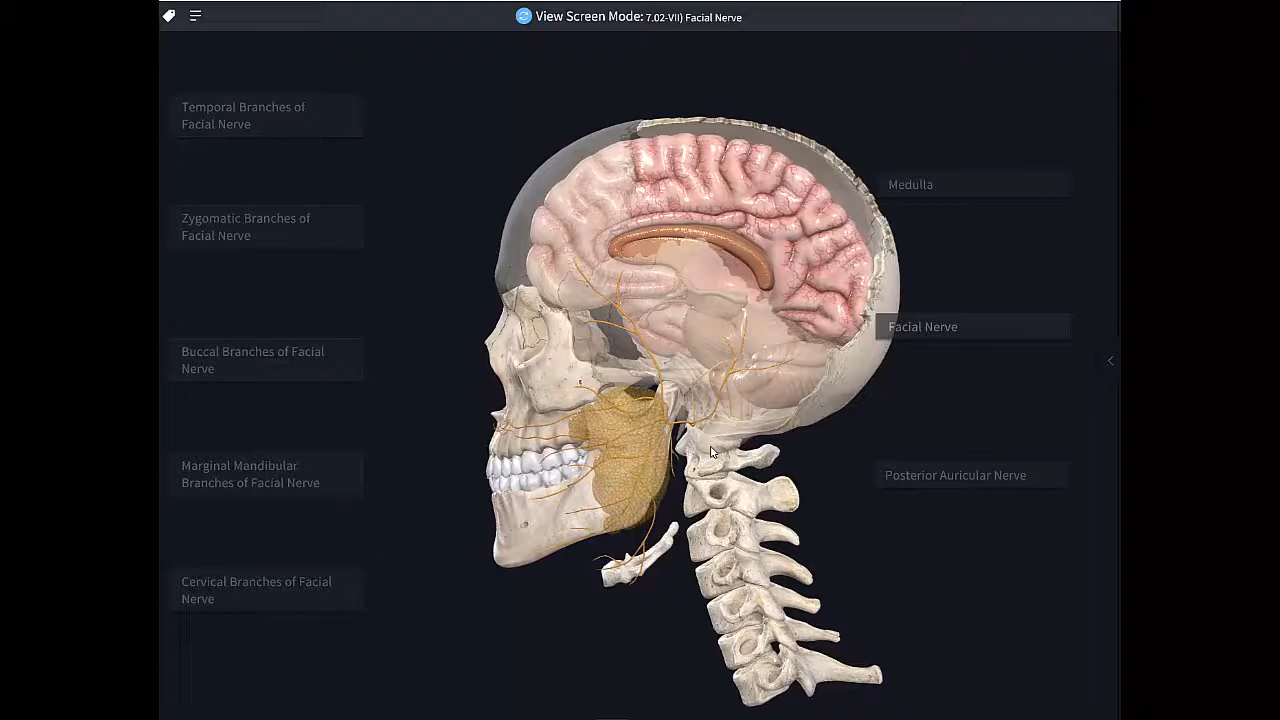 View Screen Mode: 7.02-VII) Facial Nerve
Temporal Branches of
Facial Nerve
Zygomatic Branches of
Facial Nerve
Buccal Branches of Facial
Nerve
Marginal Mandibular
Branches of Facial Nerve
Cervical Branches of Facial
Nerve
Medulla
Facial Nerve
Posterior Auricular Nerve